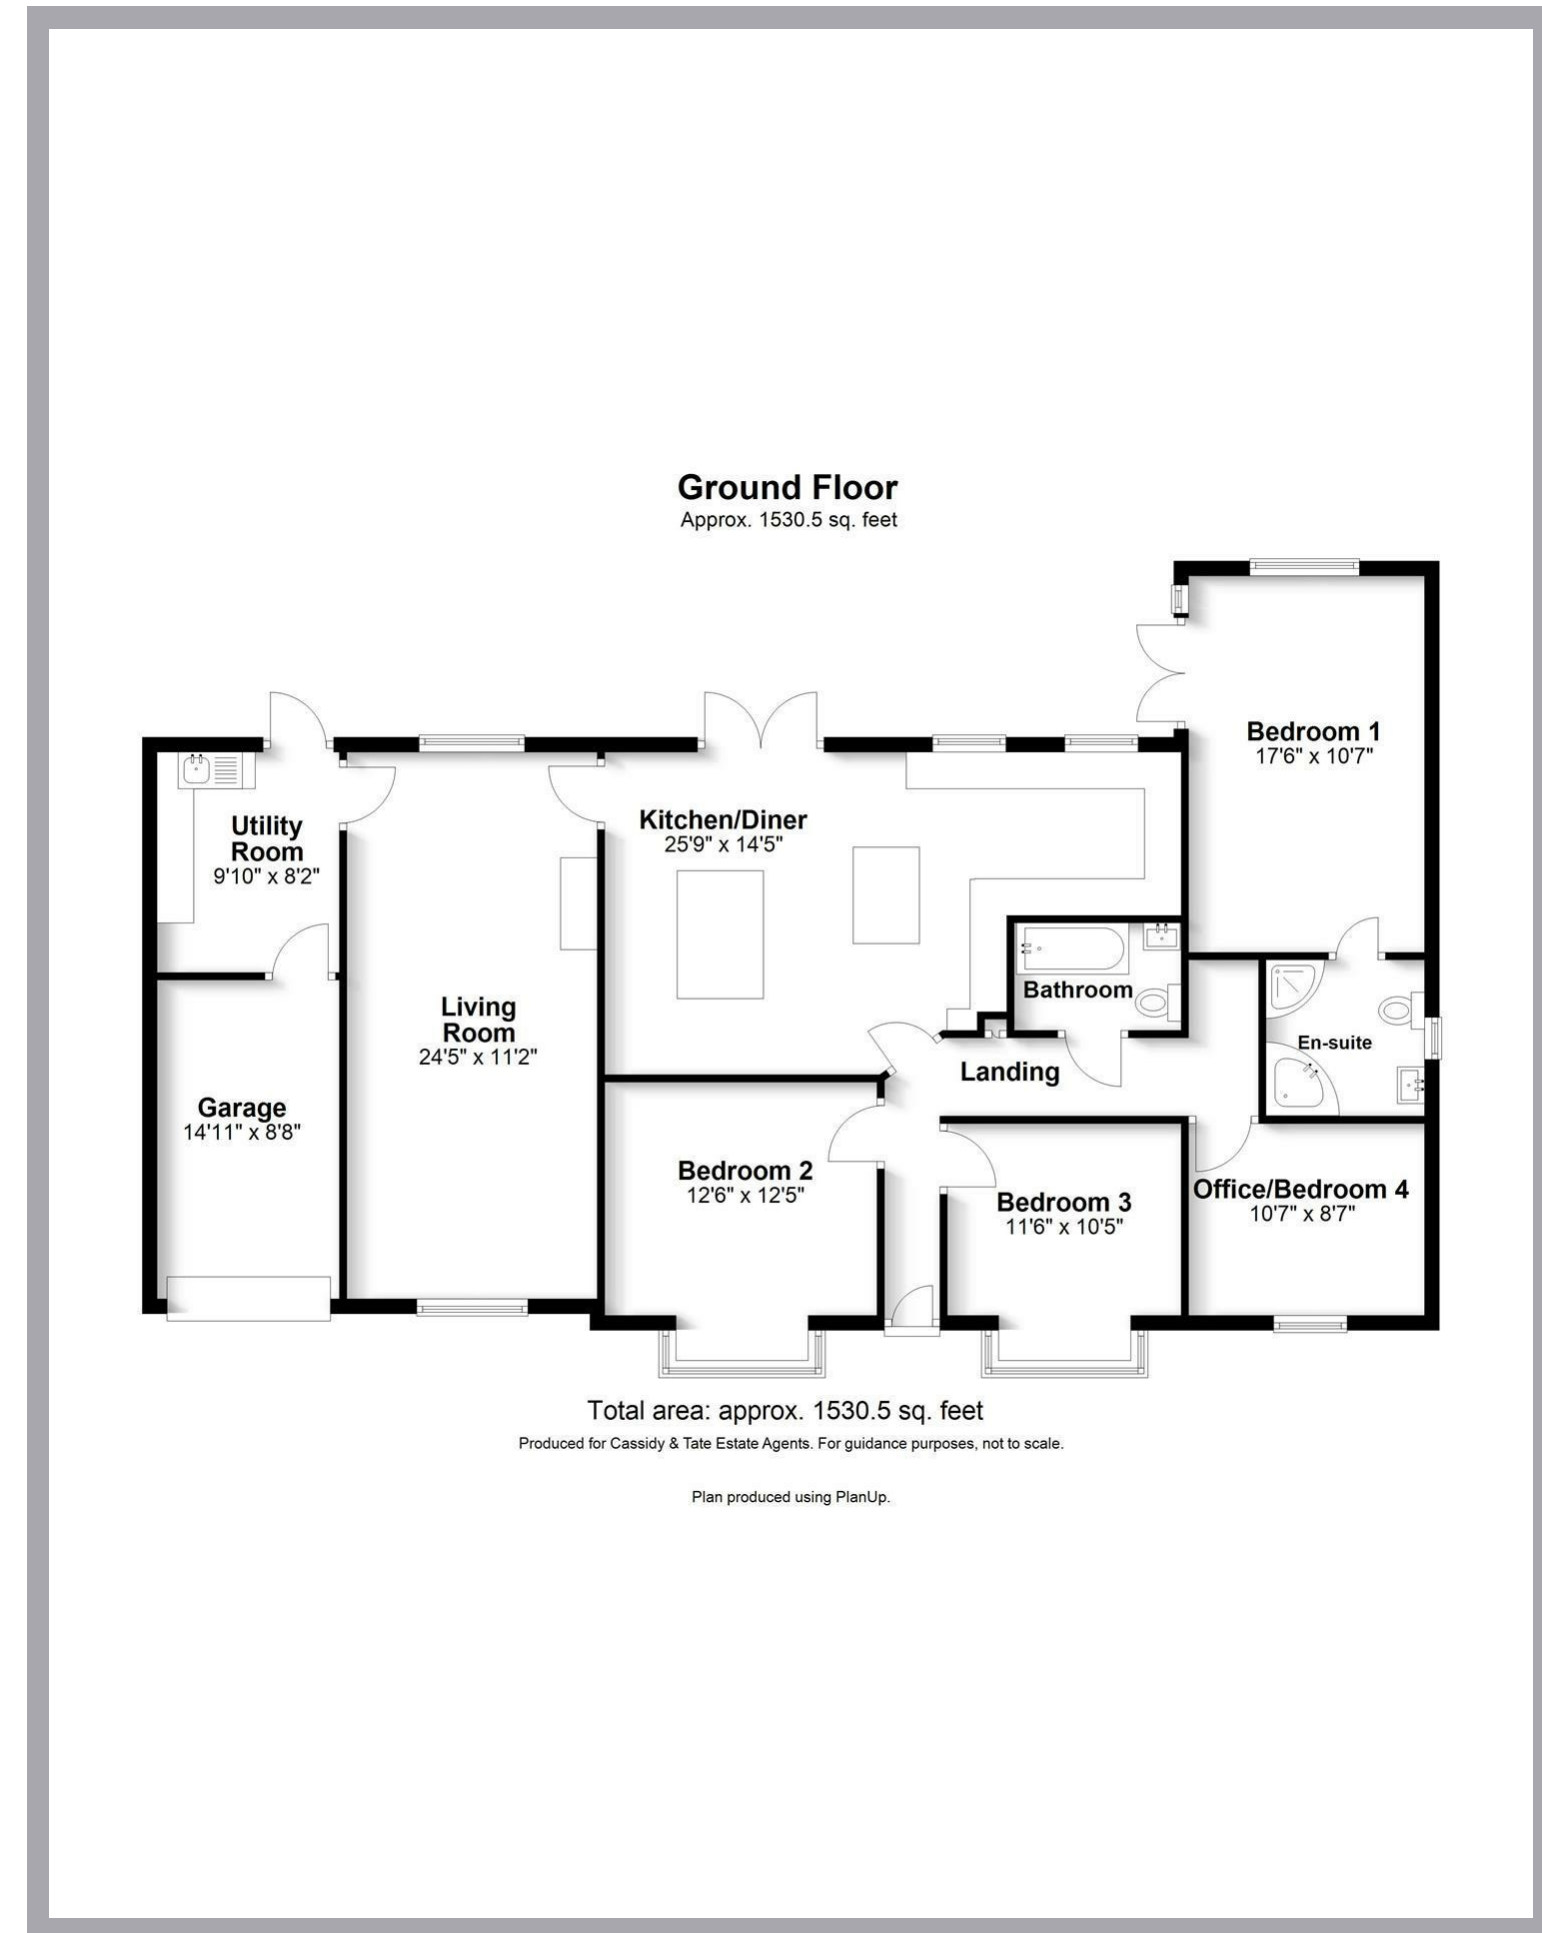 Ground Floor
Approx. 1530.5 sq. feet
Bedroom 1
17'6" x 10'7"
Kitchen/Diner
25'9" x 14'5"
Utility
Room
9'10" x 8'2"
Living
Room
24'5" x 11'2"
Bathroom
En-suite
Landing
Garage
14'11" x 8'8"
Bedroom 2
12'6" x 12'5"
Bedroom 3
11'6" x 10'5"
Office/Bedroom 4
10'7" x 8'7"
Total area: approx. 1530.5 sq. feet
Produced for Cassidy & Tate Estate Agents. For guidance purposes, not to scale.
Plan produced using PlanUp.